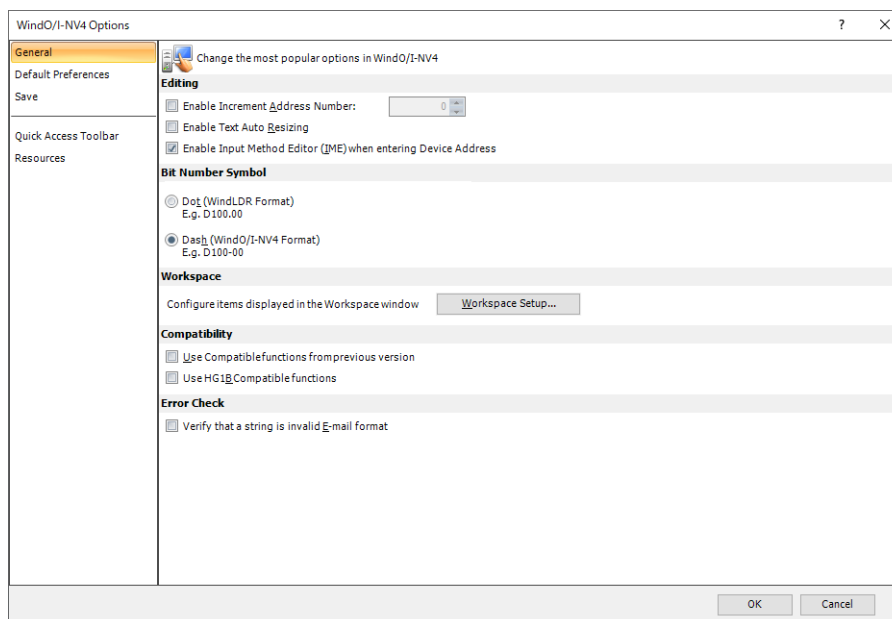 WindO/I-NV4 Options
?
General
Default Preferences
Save
Quick Access Toolbar
Resources
Change the most popular options in WindO/I-NV4
Editing
Enable Increment Address Number:
0
Enable Text Auto Resizing
Enable Input Method Editor (IME) when entering Device Address
Bit Number Symbol
Dot (WindLDR Format)
E.g. D100.00
Dash (WindO/I-NV4 Format)
E.g. D100-00
Workspace
Configure items displayed in the Workspace window
Workspace Setup...
Compatibility
Use Compatible functions from previous version
Use HG1B Compatible functions
Error Check
Verify that a string is invalid E-mail format
OK
Cancel